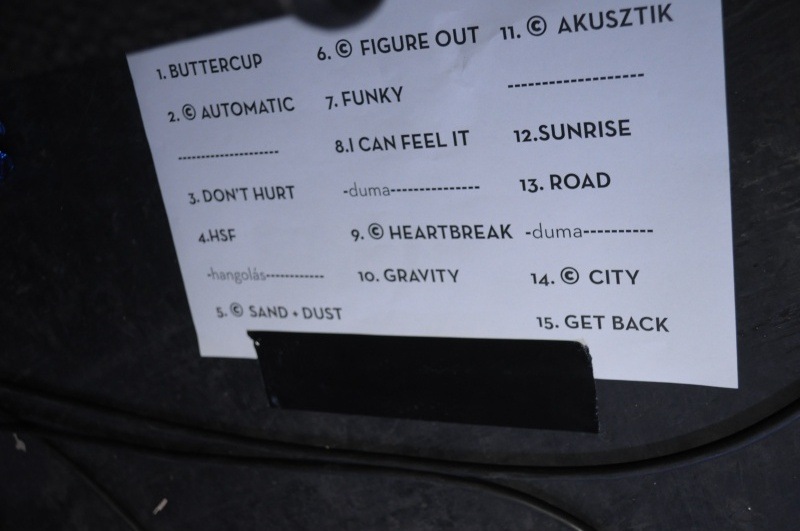 1. BUTTERCUP
2. © AUTOMATIC
--------------------
3. DON'T HURT
4.HSF
-hangolás-----------
5. © SAND + DUST
6. © FIGURE OUT
7. FUNKY
8.I CAN FEEL IT
-duma----------------
9. © HEARTBREAK
10. GRAVITY
11. © AKUSZTIK
------------------------
12.SUNRISE
13. ROAD
-duma------------
14. © CITY
15. GET BACK